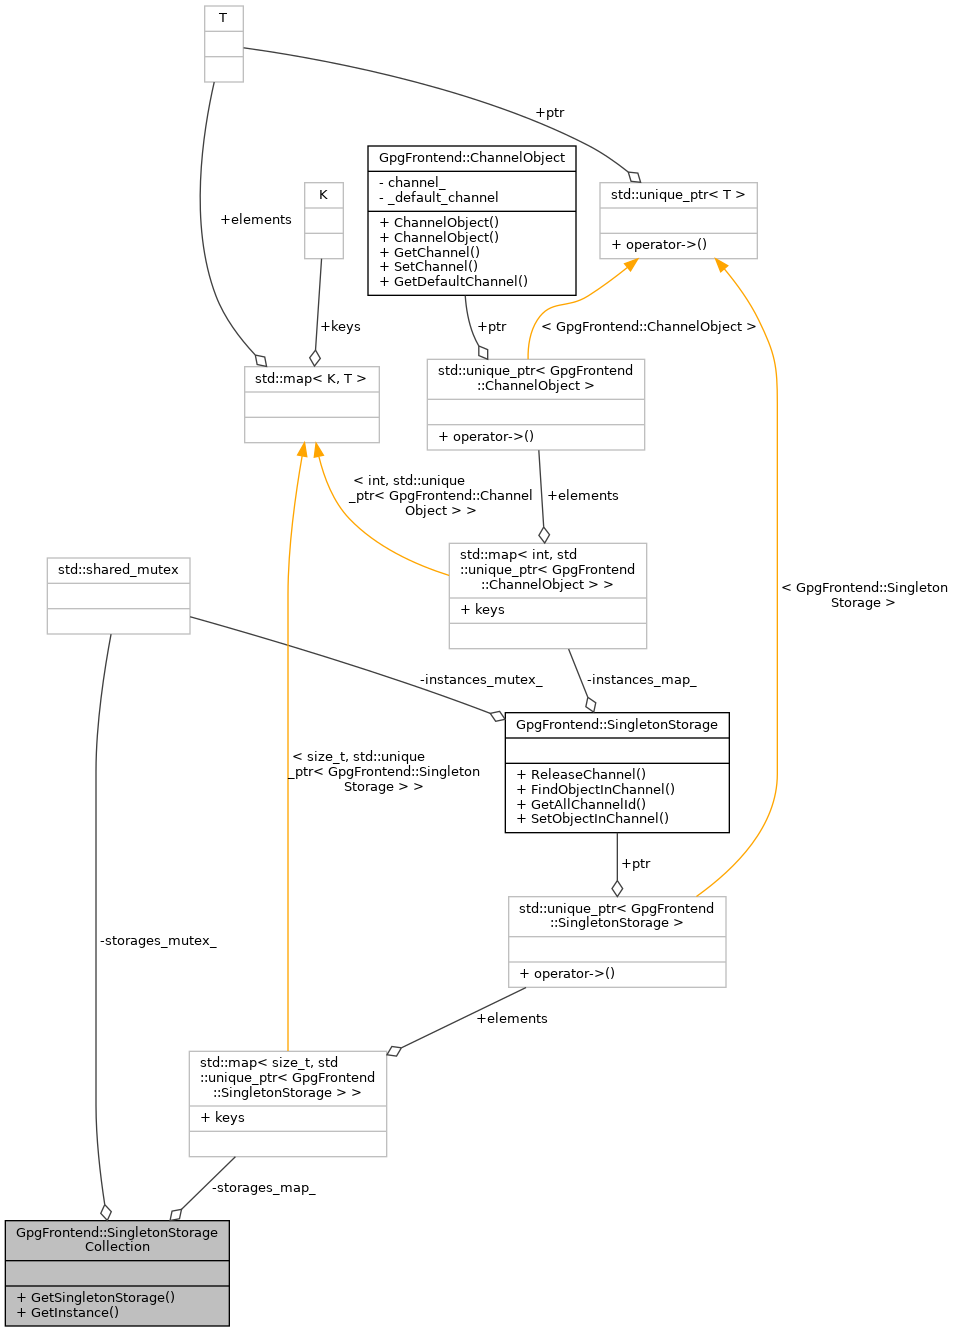 T
+ptr
GpgFrontend::ChannelObject
- channel_
- _default_channel
+ ChannelObject()
+ ChannelObject()
+ GetChannel()
+ SetChannel()
+ GetDefaultChannel()
K
std::unique_ptr< T >
+ operator->()
+elements
+keys
+ptr
< GpgFrontend::ChannelObject >
std::map< K, T >
std::unique_ptr< GpgFrontend
::ChannelObject >
+ operator->()
< int, std::unique
_ptr< GpgFrontend::Channel
Object > >
+elements
std::map< int, std
::unique_ptr< GpgFrontend
::ChannelObject > >
+ keys
std::shared_mutex
< GpgFrontend::Singleton
Storage >
-instances_mutex_
-instances_map_
GpgFrontend::SingletonStorage
+ ReleaseChannel()
+ FindObjectInChannel()
+ GetAllChannelId()
+ SetObjectInChannel()
< size_t, std::unique
_ptr< GpgFrontend::Singleton
Storage > >
+ptr
std::unique_ptr< GpgFrontend
::SingletonStorage >
+ operator->()
-storages_mutex_
+elements
std::map< size_t, std
::unique_ptr< GpgFrontend
::SingletonStorage > >
+ keys
-storages_map_
GpgFrontend::SingletonStorage
Collection
+ GetSingletonStorage()
+ GetInstance()